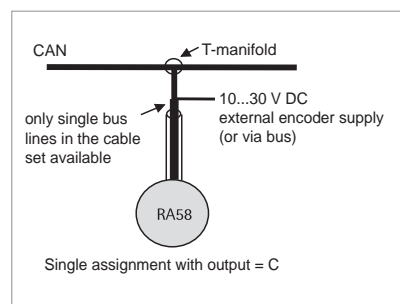 CAN
T-manifold
10...30 V DC
external encoder supply
(or via bus)
only single bus
lines in the cable
set available
RA58
Single assignment with output = C